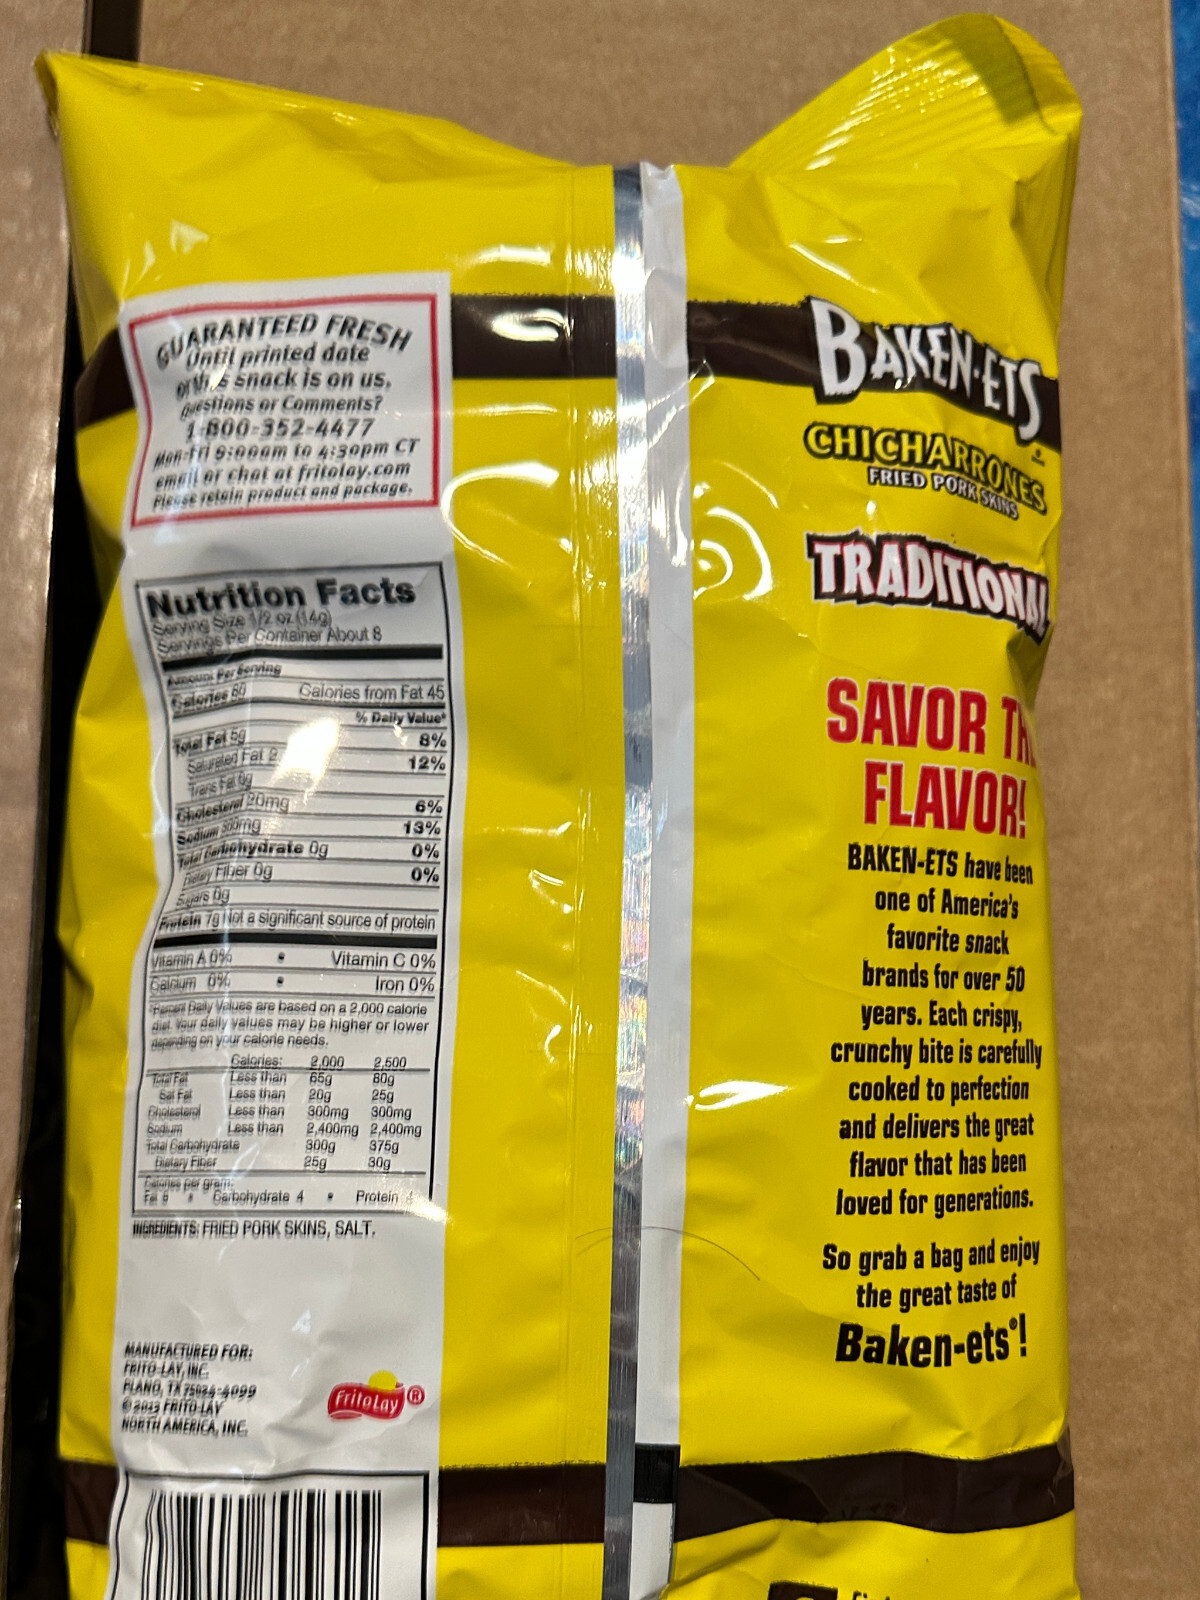 GUARANTEED FRESH
Until printed date
or this snack is on us.
Questions or Comments?
1-800-352-4477
Mon-Fri 9:00am to 4:30pm CT
email or chat at fritolay.com
Please retain product and package.
Nutrition Facts
Serving Size 1/2 oz (14g)
Servings Per Container About 8
Amount Per Serving
Calories 80 Calories from Fat 45
% Daily Value*
Total Fat 5g 8%
Saturated Fat 12%
Trans Fat 0g
Cholesterol 20mg 6%
Sodium 300mg 13%
Total Carbohydrate 0g 0%
Dietary Fiber 0g 0%
Sugars 0g
Protein 7g Not a significant source of protein
Vitamin A 0% • Vitamin C 0%
Calcium 0% • Iron 0%
*Percent Daily Values are based on a 2,000 calorie
diet. Your daily values may be higher or lower
depending on your calorie needs.
Calories: 2,000 2,500
Total Fat Less than 65g 80g
Sat Fat Less than 20g 25g
Cholesterol Less than 300mg 300mg
Sodium Less than 2,400mg 2,400mg
Total Carbohydrate 300g 375g
Dietary Fiber 25g 30g
Calories per gram:
Fat 9 • Carbohydrate 4 • Protein 4
INGREDIENTS: FRIED PORK SKINS, SALT.
MANUFACTURED FOR:
FRITO-LAY, INC.
PLANO, TX 75024-4099
© 2013 FRITO-LAY
NORTH AMERICA, INC.
FritoLay ®
BAKEN-ETS
CHICHARRONES
FRIED PORK SKINS
TRADITIONAL
SAVOR TH
FLAVOR!
BAKEN-ETS have been
one of America's
favorite snack
brands for over 50
years. Each crispy,
crunchy bite is carefully
cooked to perfection
and delivers the great
flavor that has been
loved for generations.
So grab a bag and enjoy
the great taste of
Baken-ets®!